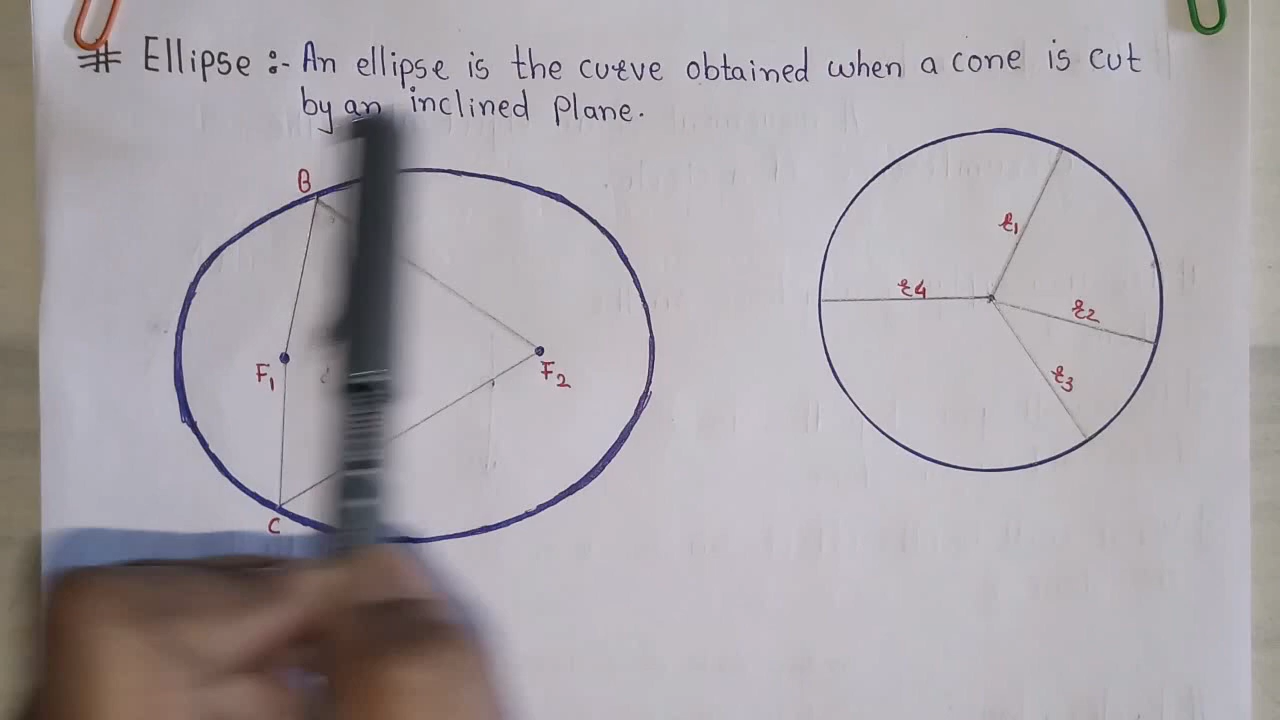 # Ellipse :- An ellipse is the curve obtained when a cone is cut
by an inclined plane.
B
F1
F2
C
r1
r2
r3
r4